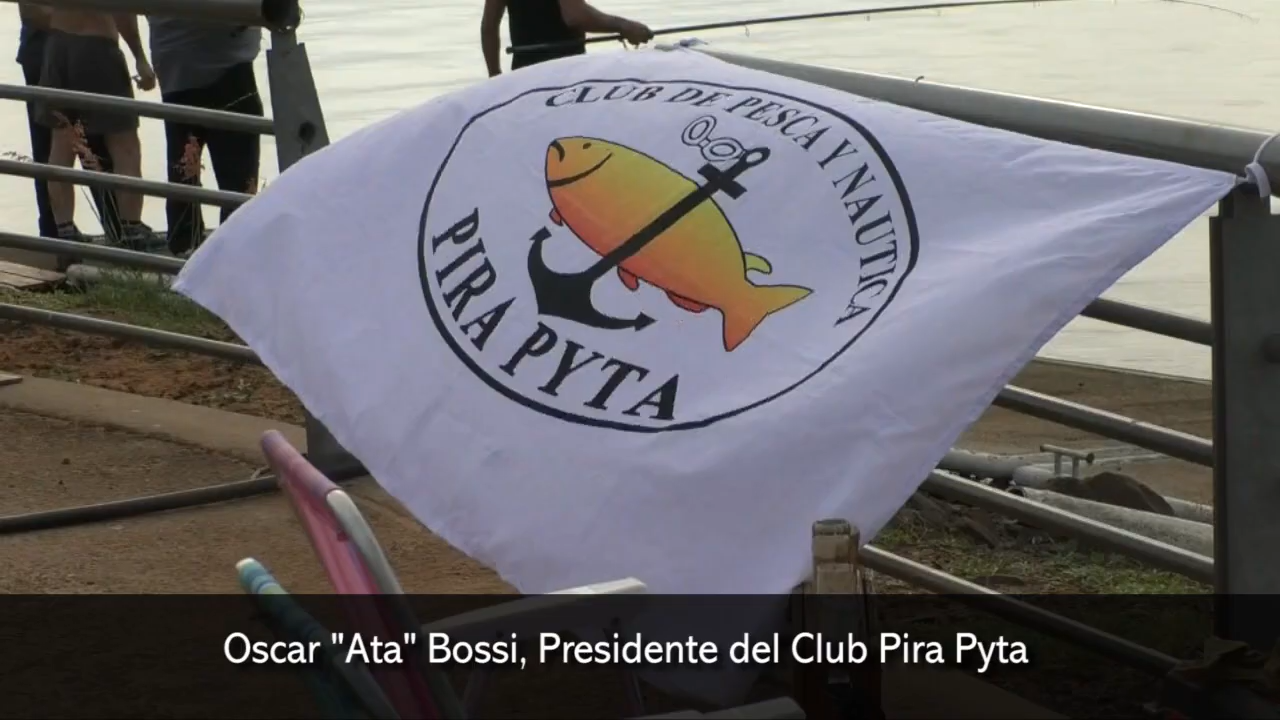 CLUB DE PESCA Y NAUTICA
PIRA PYTA
Oscar "Ata" Bossi, Presidente del Club Pira Pyta